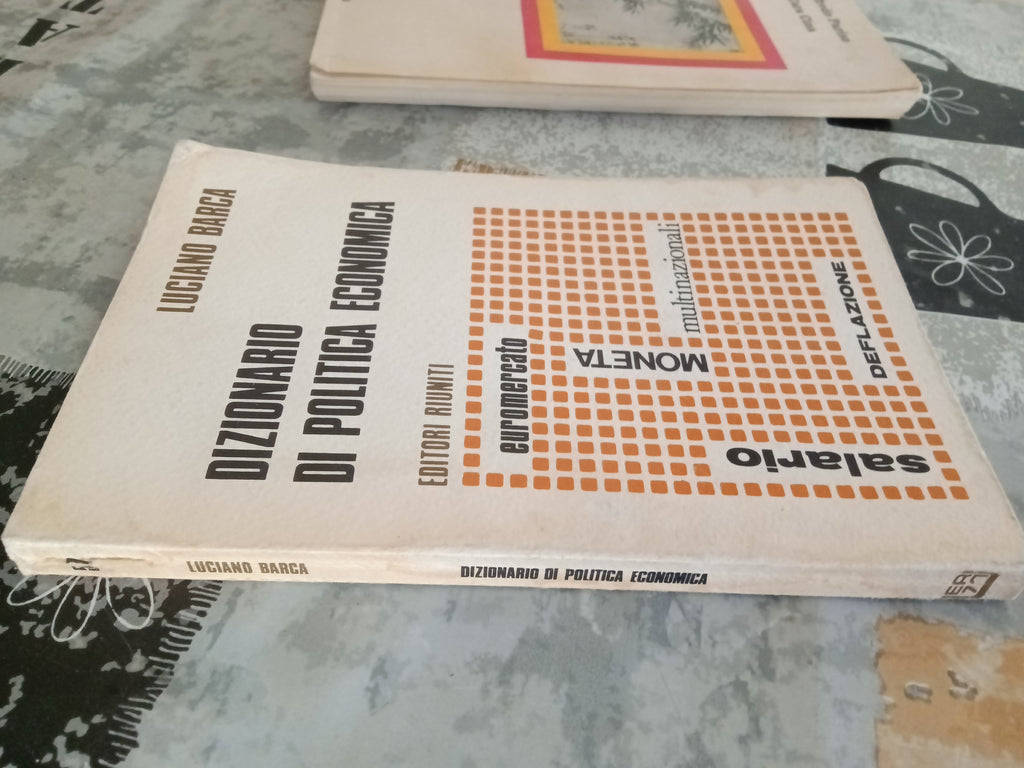 LUCIANO BARCA
DIZIONARIO
DI POLITICA ECONOMICA
EDITORI RIUNITI
euromercato
MONETA
multinazionali
salario
DEFLAZIONE
LUCIANO BARCA
DIZIONARIO DI POLITICA ECONOMICA